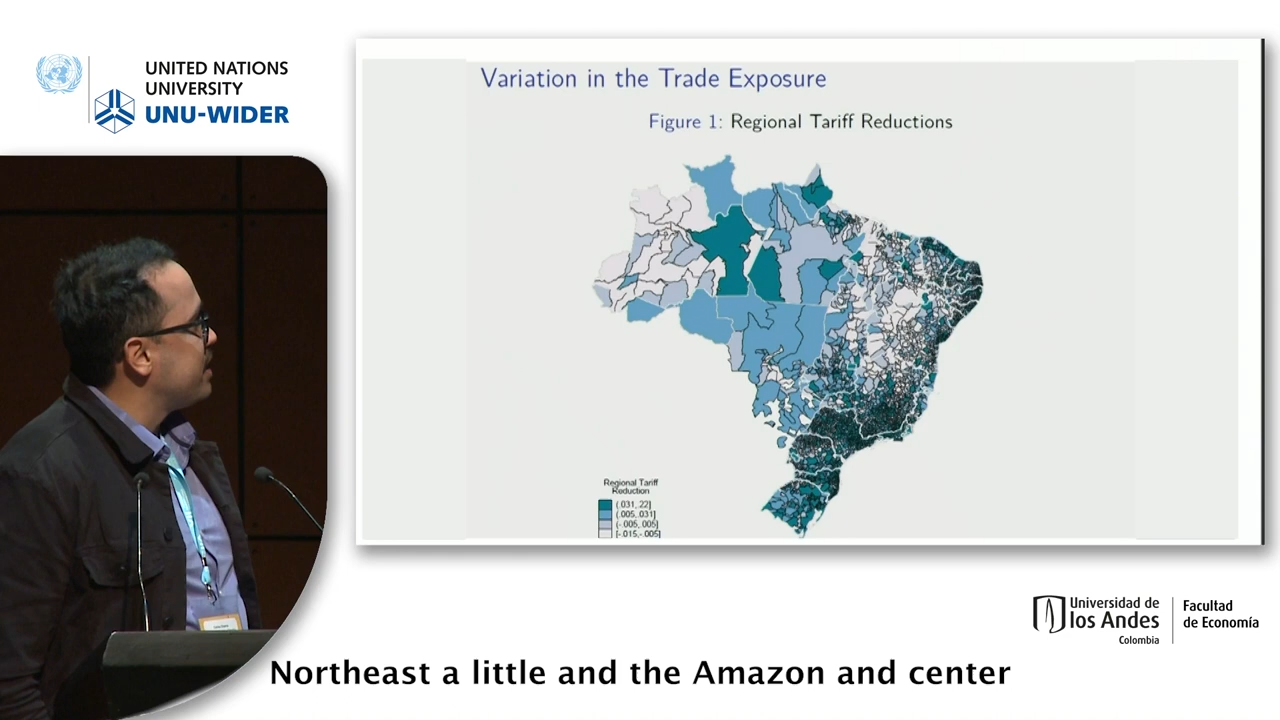 UNITED NATIONS
UNIVERSITY
UNU-WIDER
Variation in the Trade Exposure
Figure 1: Regional Tariff Reductions
Regional Tariff
Reduction
(.031,.22]
(.005,.031]
(-.005,.005]
[-.015,-.005]
Universidad de
los Andes
Colombia
Facultad
de Economía
Northeast a little and the Amazon and center